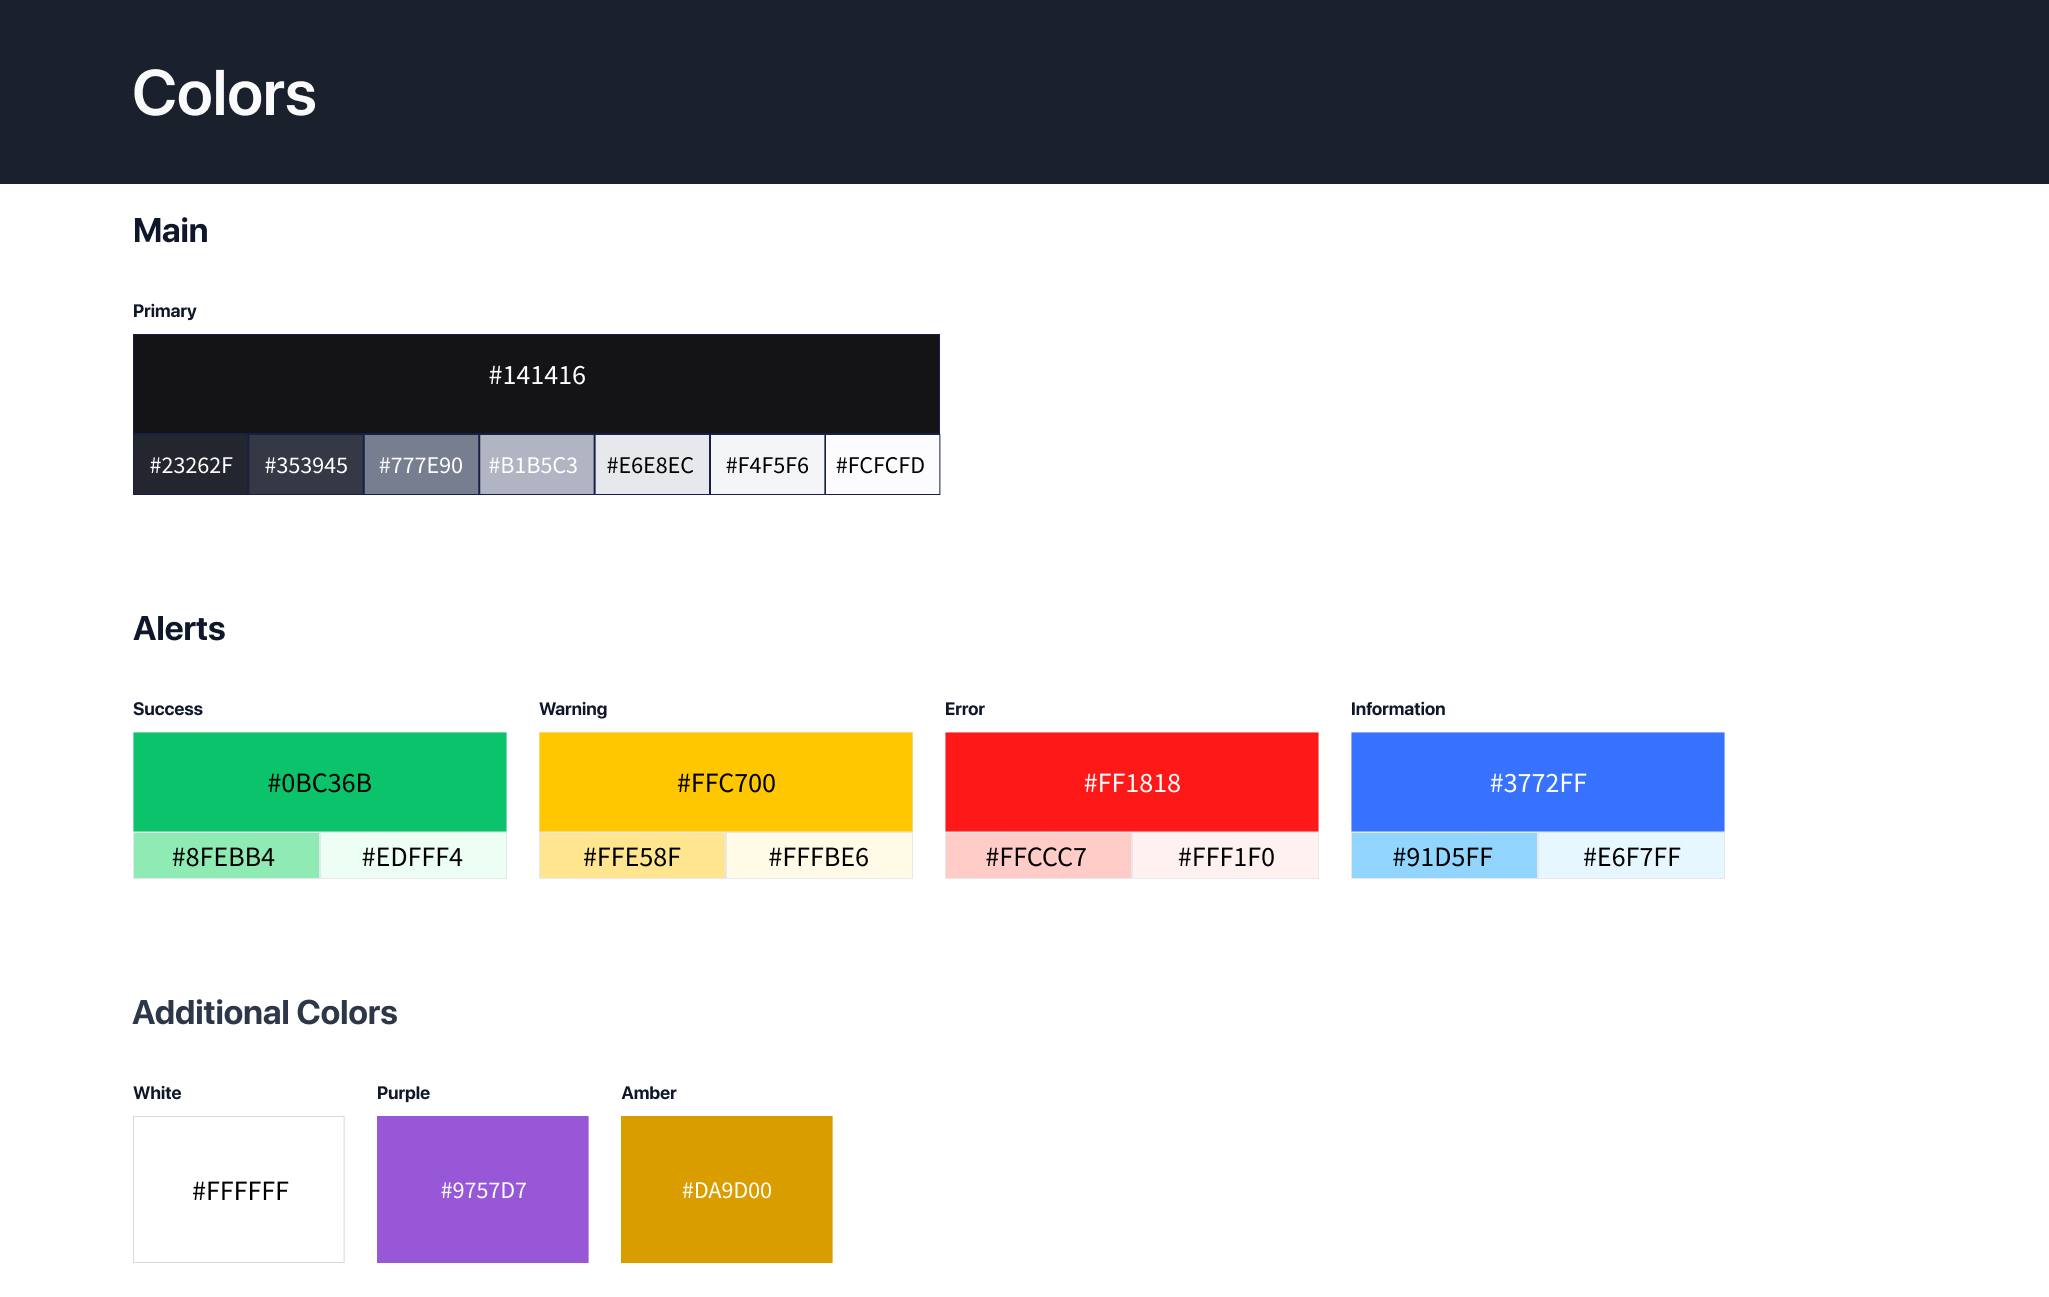 Colors
Main
Primary
#141416
#23262F #353945 #777E90 #B1B5C3 #E6E8EC #F4F5F6 #FCFCFD
Alerts
Success Warning Error Information
#0BC36B #FFC700 #FF1818 #3772FF
#8FEBB4 #EDFFF4 #FFE58F #FFFBE6 #FFCCC7 #FFF1F0 #91D5FF #E6F7FF
Additional Colors
White Purple Amber
#FFFFFF #9757D7 #DA9D00